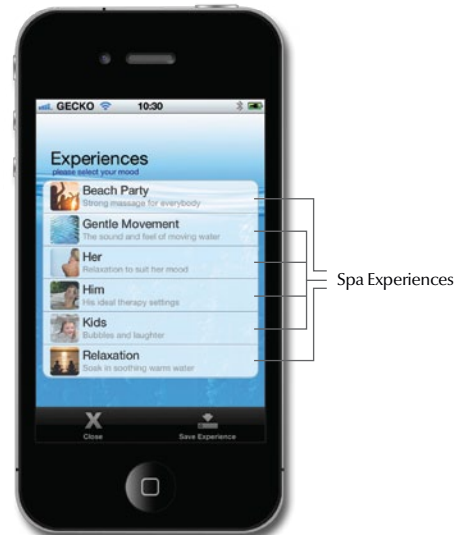 GECKO 10:30
Experiences
please select your mood
Beach Party
Strong massage for everybody
Gentle Movement
The sound and feel of moving water
Her
Relaxation to suit her mood
Him
His ideal therapy settings
Kids
Bubbles and laughter
Relaxation
Soak in soothing warm water
Spa Experiences
Close Save Experience